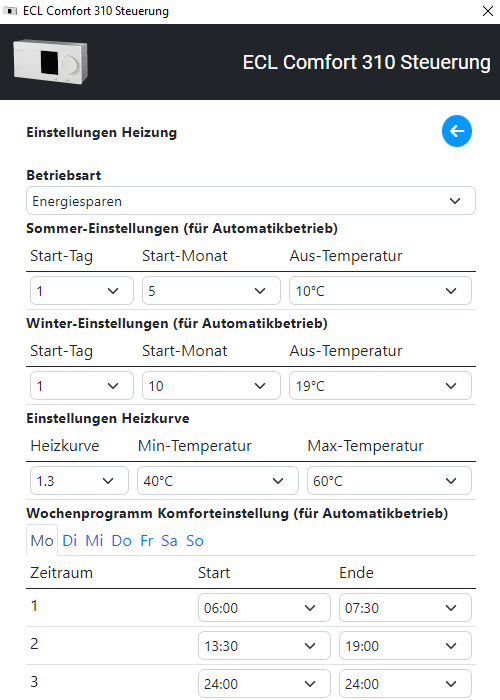 ECL Comfort 310 Steuerung
ECL Comfort 310 Steuerung
Einstellungen Heizung
Betriebsart
Energiesparen
Sommer-Einstellungen (für Automatikbetrieb)
Start-Tag Start-Monat Aus-Temperatur
1 5 10°C
Winter-Einstellungen (für Automatikbetrieb)
Start-Tag Start-Monat Aus-Temperatur
1 10 19°C
Einstellungen Heizkurve
Heizkurve Min-Temperatur Max-Temperatur
1.3 40°C 60°C
Wochenprogramm Komforteinstellung (für Automatikbetrieb)
Mo Di Mi Do Fr Sa So
Zeitraum Start Ende
1 06:00 07:30
2 13:30 19:00
3 24:00 24:00